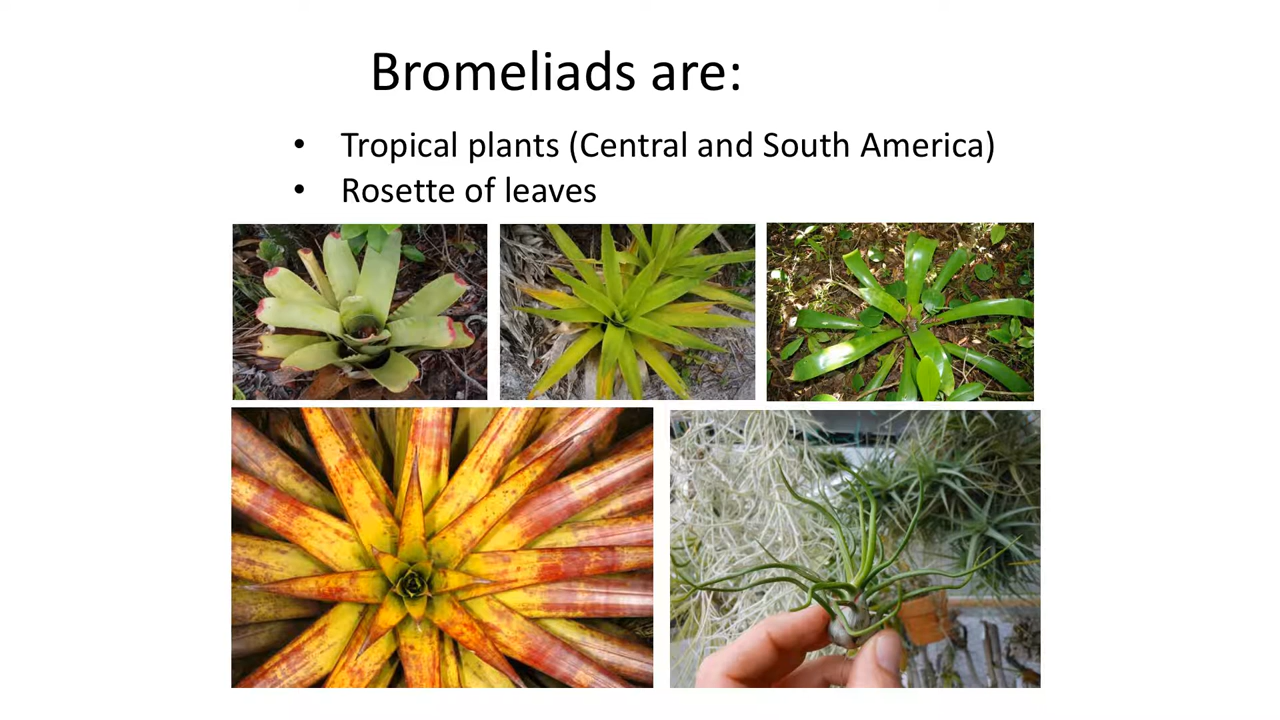 Bromeliads are:
• Tropical plants (Central and South America)
• Rosette of leaves